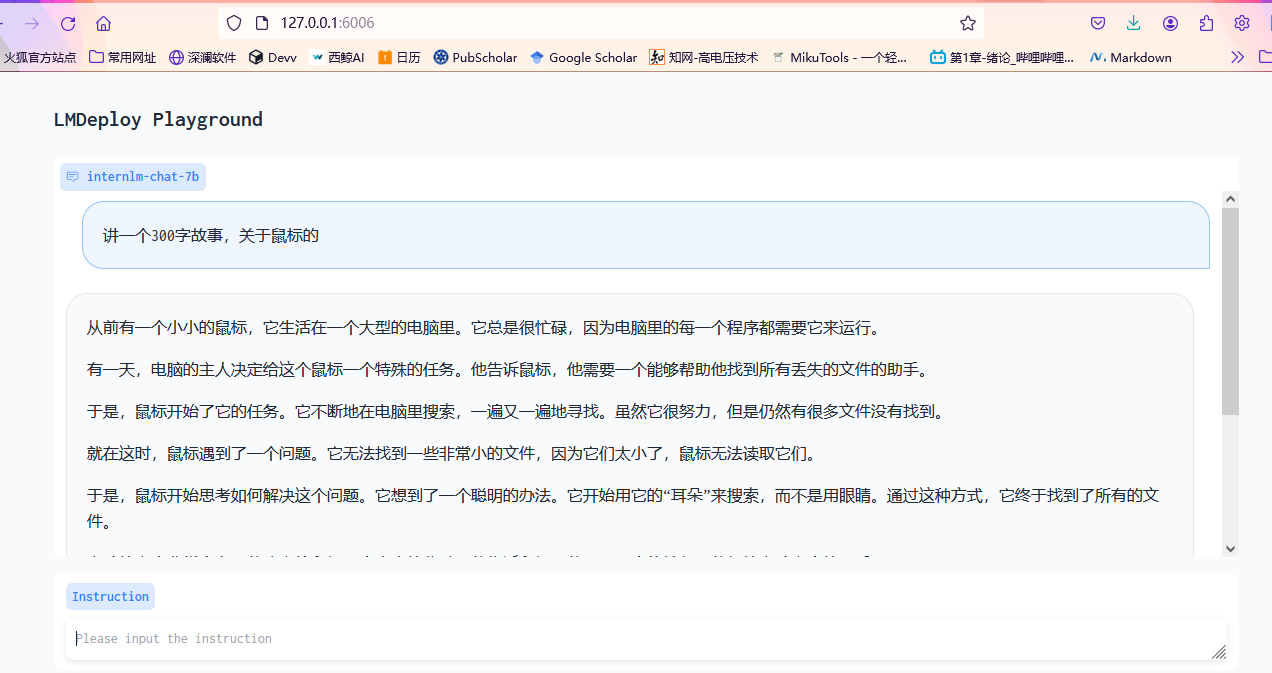 127.0.0.1:6006
火狐官方站点 常用网址 深澜软件 Devv 西鲸AI 日历 PubScholar Google Scholar 知网-高电压技术 MikuTools - 一个轻... 第1章-绪论_哔哩哔哩... Markdown
LMDeploy Playground
internlm-chat-7b
讲一个300字故事，关于鼠标的
从前有一个小小的鼠标，它生活在一个大型的电脑里。它总是很忙碌，因为电脑里的每一个程序都需要它来运行。
有一天，电脑的主人决定给这个鼠标一个特殊的任务。他告诉鼠标，他需要一个能够帮助他找到所有丢失的文件的助手。
于是，鼠标开始了它的任务。它不断地在电脑里搜索，一遍又一遍地寻找。虽然它很努力，但是仍然有很多文件没有找到。
就在这时，鼠标遇到了一个问题。它无法找到一些非常小的文件，因为它们太小了，鼠标无法读取它们。
于是，鼠标开始思考如何解决这个问题。它想到了一个聪明的办法。它开始用它的“耳朵”来搜索，而不是用眼睛。通过这种方式，它终于找到了所有的文
件。
Instruction
Please input the instruction